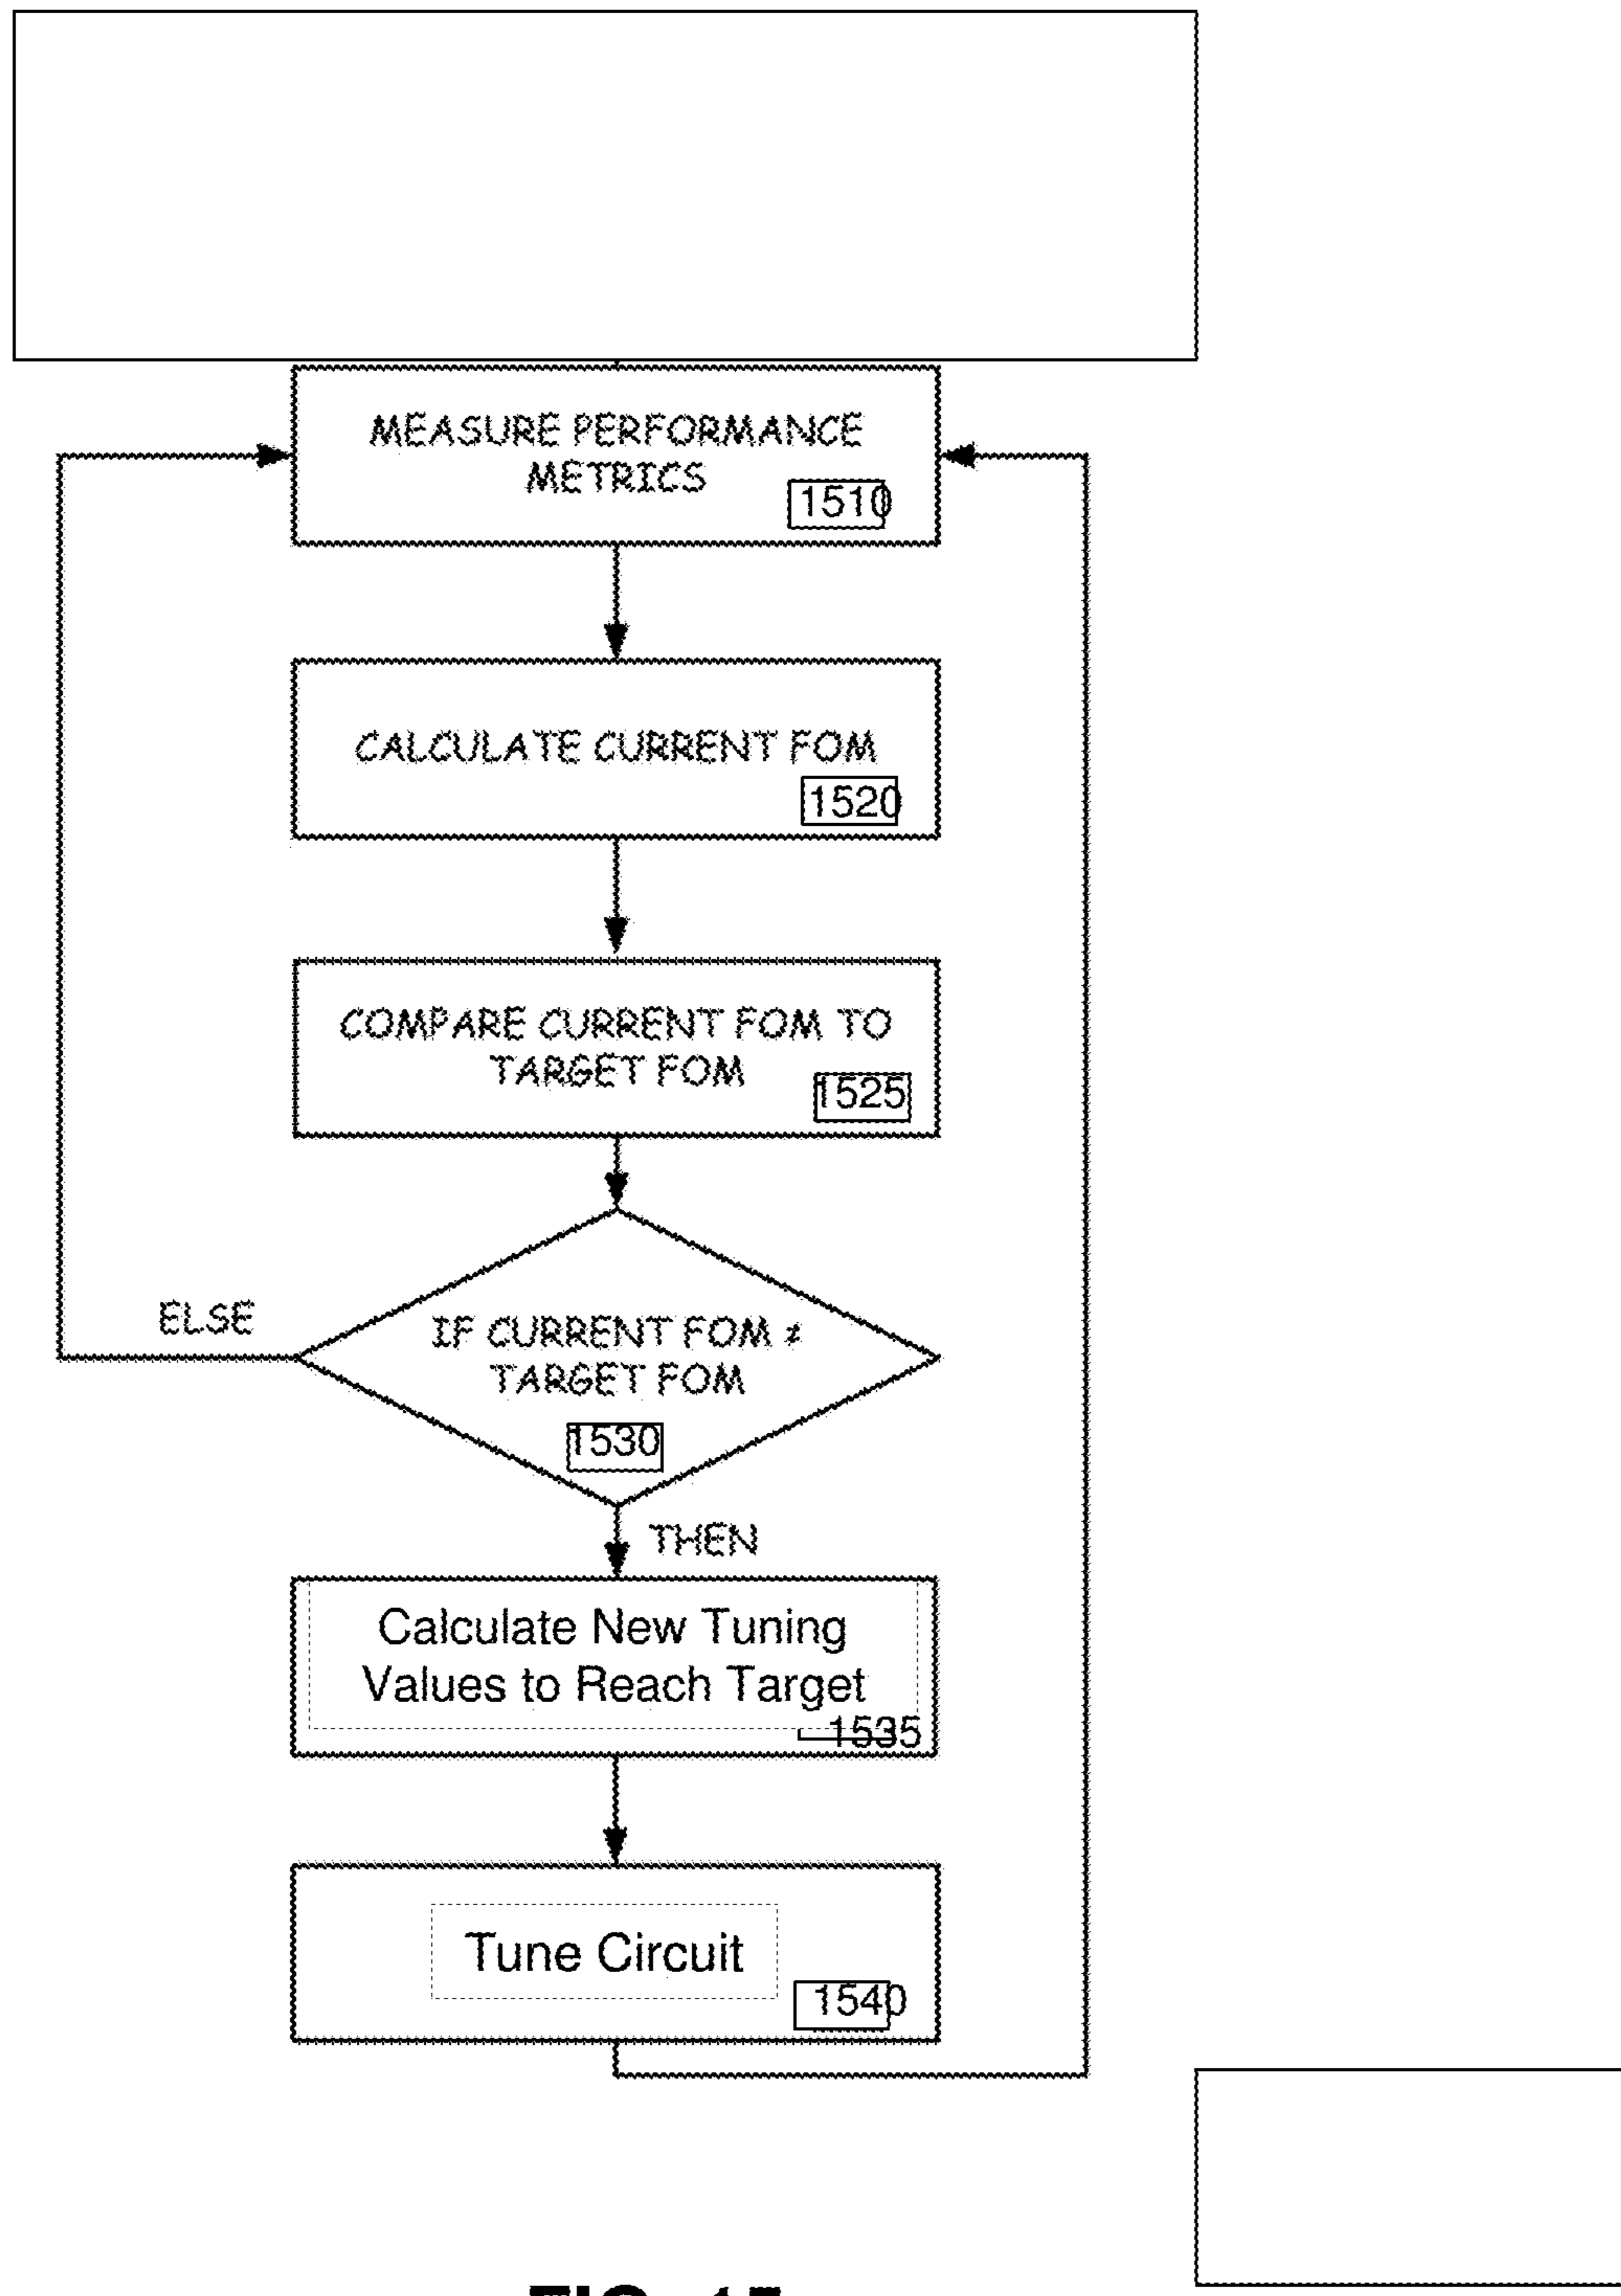 MEASURE PERFORMANCE
METRICS
1510
CALCULATE CURRENT FOM
1520
COMPARE CURRENT FOM TO
TARGET FOM
1525
ELSE
IF CURRENT FOM ≠
TARGET FOM
1530
THEN
Calculate New Tuning
Values to Reach Target
1535
Tune Circuit
1540